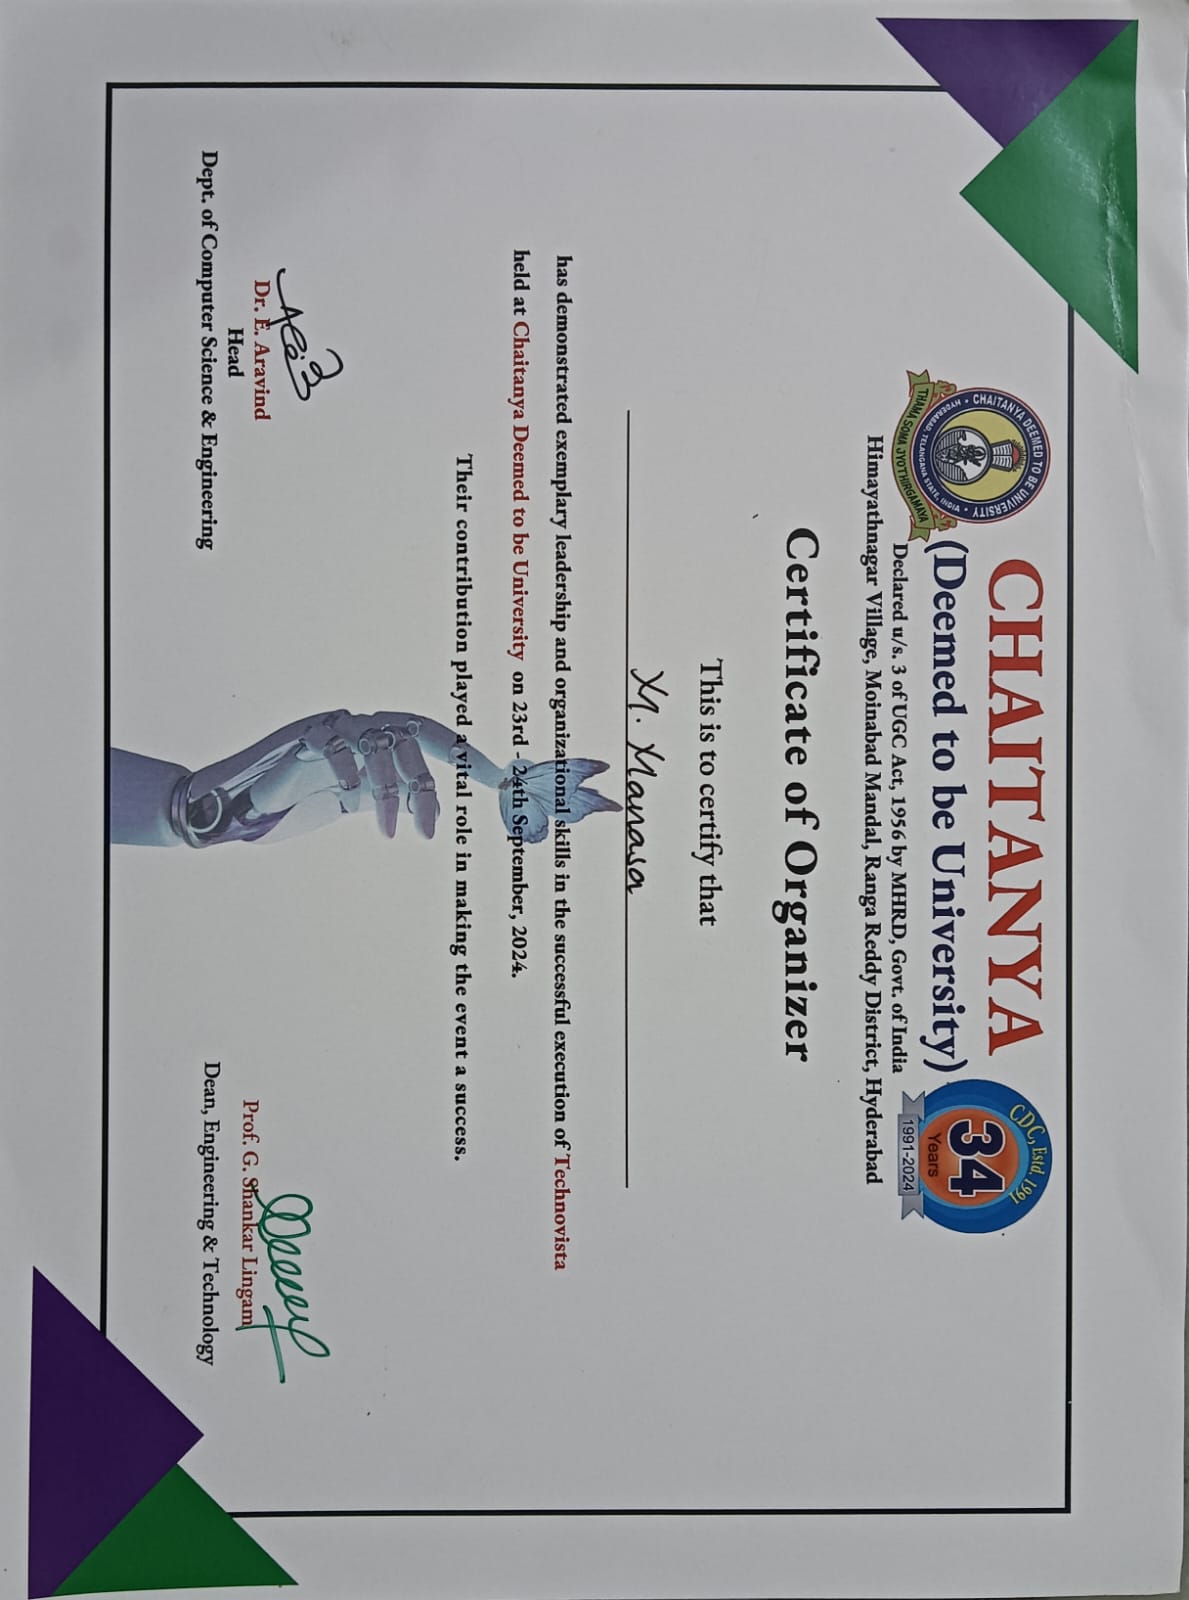 CHAITANYA DEEMED TO BE UNIVERSITY
HYDERABAD, TELANGANA STATE, INDIA
THAMA SOMA JYOTHIRGAMAYA
CHAITANYA
(Deemed to be University)
CDC, Estd. 1991
34
Years
1991-2024
Declared u/s. 3 of UGC Act, 1956 by MHRD, Govt. of India
Himayathnagar Village, Moinabad Mandal, Ranga Reddy District, Hyderabad
Certificate of Organizer
This is to certify that
M. Manasa
has demonstrated exemplary leadership and organizational skills in the successful execution of Technovista
held at Chaitanya Deemed to be University on 23rd - 24th September, 2024.
Their contribution played a vital role in making the event a success.
Dr. E. Aravind
Head
Dept. of Computer Science & Engineering
Prof. G. Shankar Lingam
Dean, Engineering & Technology